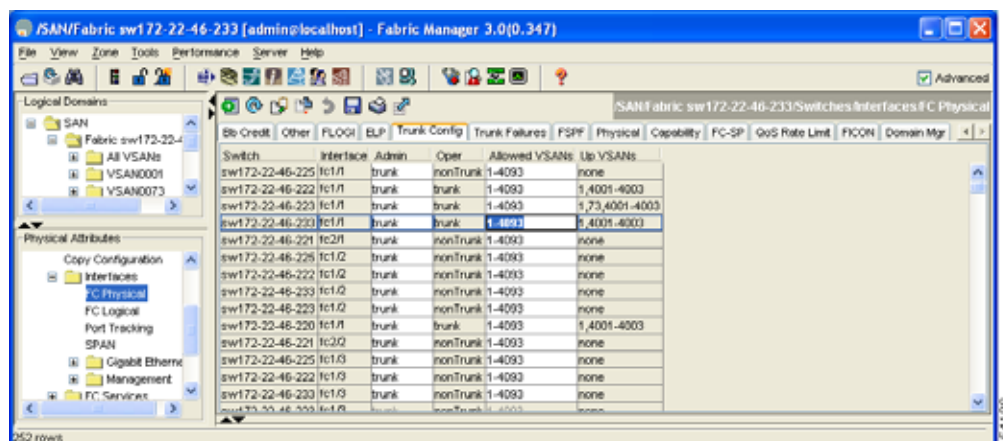 /SAN/Fabric sw172-22-46-233 [admin@localhost] - Fabric Manager 3.0(0.347)
File View Zone Tools Performance Server Help
Advanced
Logical Domains
SAN
Fabric sw172-22-4
All VSANs
VSAN0001
VSAN0073
Physical Attributes
Copy Configuration
Interfaces
FC Physical
FC Logical
Port Tracking
SPAN
Gigabit Etherne
Management
FC Services
/SAN/Fabric sw172-22-46-233/Switches/Interfaces/FC Physical
Bb Credit Other FLOGI ELP Trunk Config Trunk Failures FSPF Physical Capability FC-SP QoS Rate Limit FICON Domain Mgr
Switch Interface Admin Oper Allowed VSANs Up VSANs
sw172-22-46-225 fc1/1 trunk nonTrunk 1-4093 none
sw172-22-46-222 fc1/1 trunk trunk 1-4093 1,4001-4003
sw172-22-46-223 fc1/1 trunk trunk 1-4093 1,73,4001-4003
sw172-22-46-233 fc1/1 trunk trunk 1-4093 1,4001-4003
sw172-22-46-221 fc2/1 trunk nonTrunk 1-4093 none
sw172-22-46-225 fc1/2 trunk nonTrunk 1-4093 none
sw172-22-46-222 fc1/2 trunk nonTrunk 1-4093 none
sw172-22-46-233 fc1/2 trunk nonTrunk 1-4093 none
sw172-22-46-223 fc1/2 trunk nonTrunk 1-4093 none
sw172-22-46-220 fc1/1 trunk trunk 1-4093 1,4001-4003
sw172-22-46-221 fc2/2 trunk nonTrunk 1-4093 none
sw172-22-46-225 fc1/3 trunk nonTrunk 1-4093 none
sw172-22-46-222 fc1/3 trunk nonTrunk 1-4093 none
sw172-22-46-233 fc1/3 trunk nonTrunk 1-4093 none
252 rows